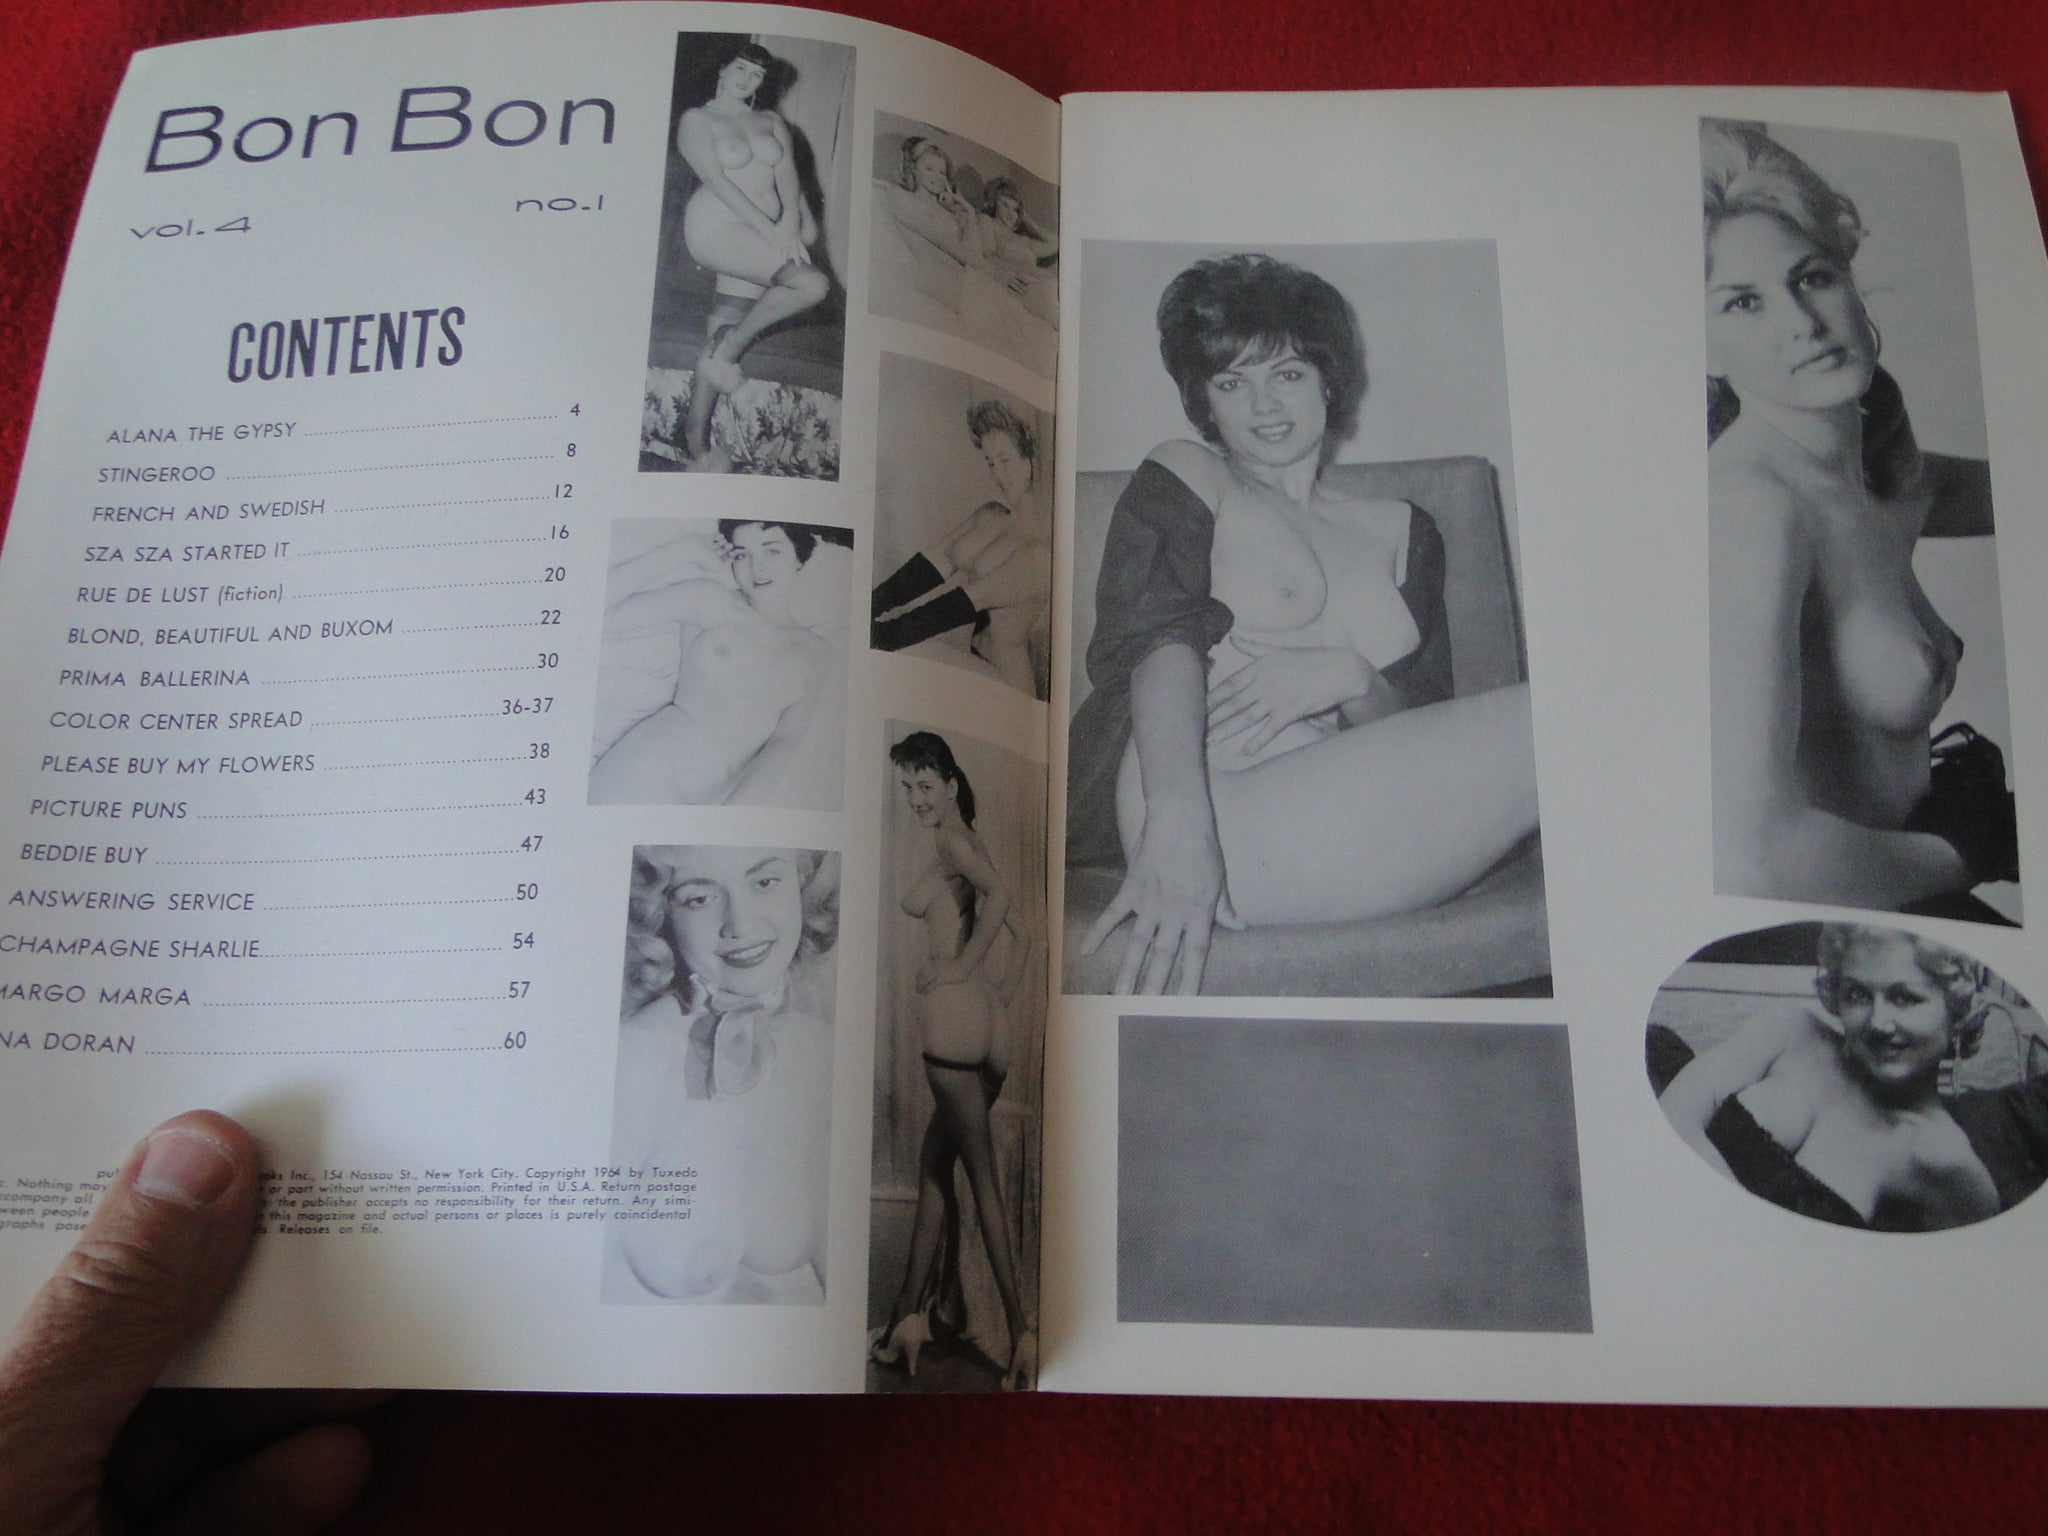 Bon Bon
vol. 4 no. 1
CONTENTS
ALANA THE GYPSY 4
STINGEROO 8
FRENCH AND SWEDISH 12
SZA SZA STARTED IT 16
RUE DE LUST (fiction) 20
BLOND, BEAUTIFUL AND BUXOM 22
PRIMA BALLERINA 30
COLOR CENTER SPREAD 36-37
PLEASE BUY MY FLOWERS 38
PICTURE PUNS 43
BEDDIE BUY 47
ANSWERING SERVICE 50
CHAMPAGNE SHARLIE 54
MARGO MARGA 57
NA DORAN 60
Inc., 154 Nassau St., New York City. Copyright 1964 by Tuxedo
Nothing may or part without written permission. Printed in U.S.A. Return postage
all the publisher accepts no responsibility for their return. Any simi-
people this magazine and actual persons or places is purely coincidental
Releases on file.